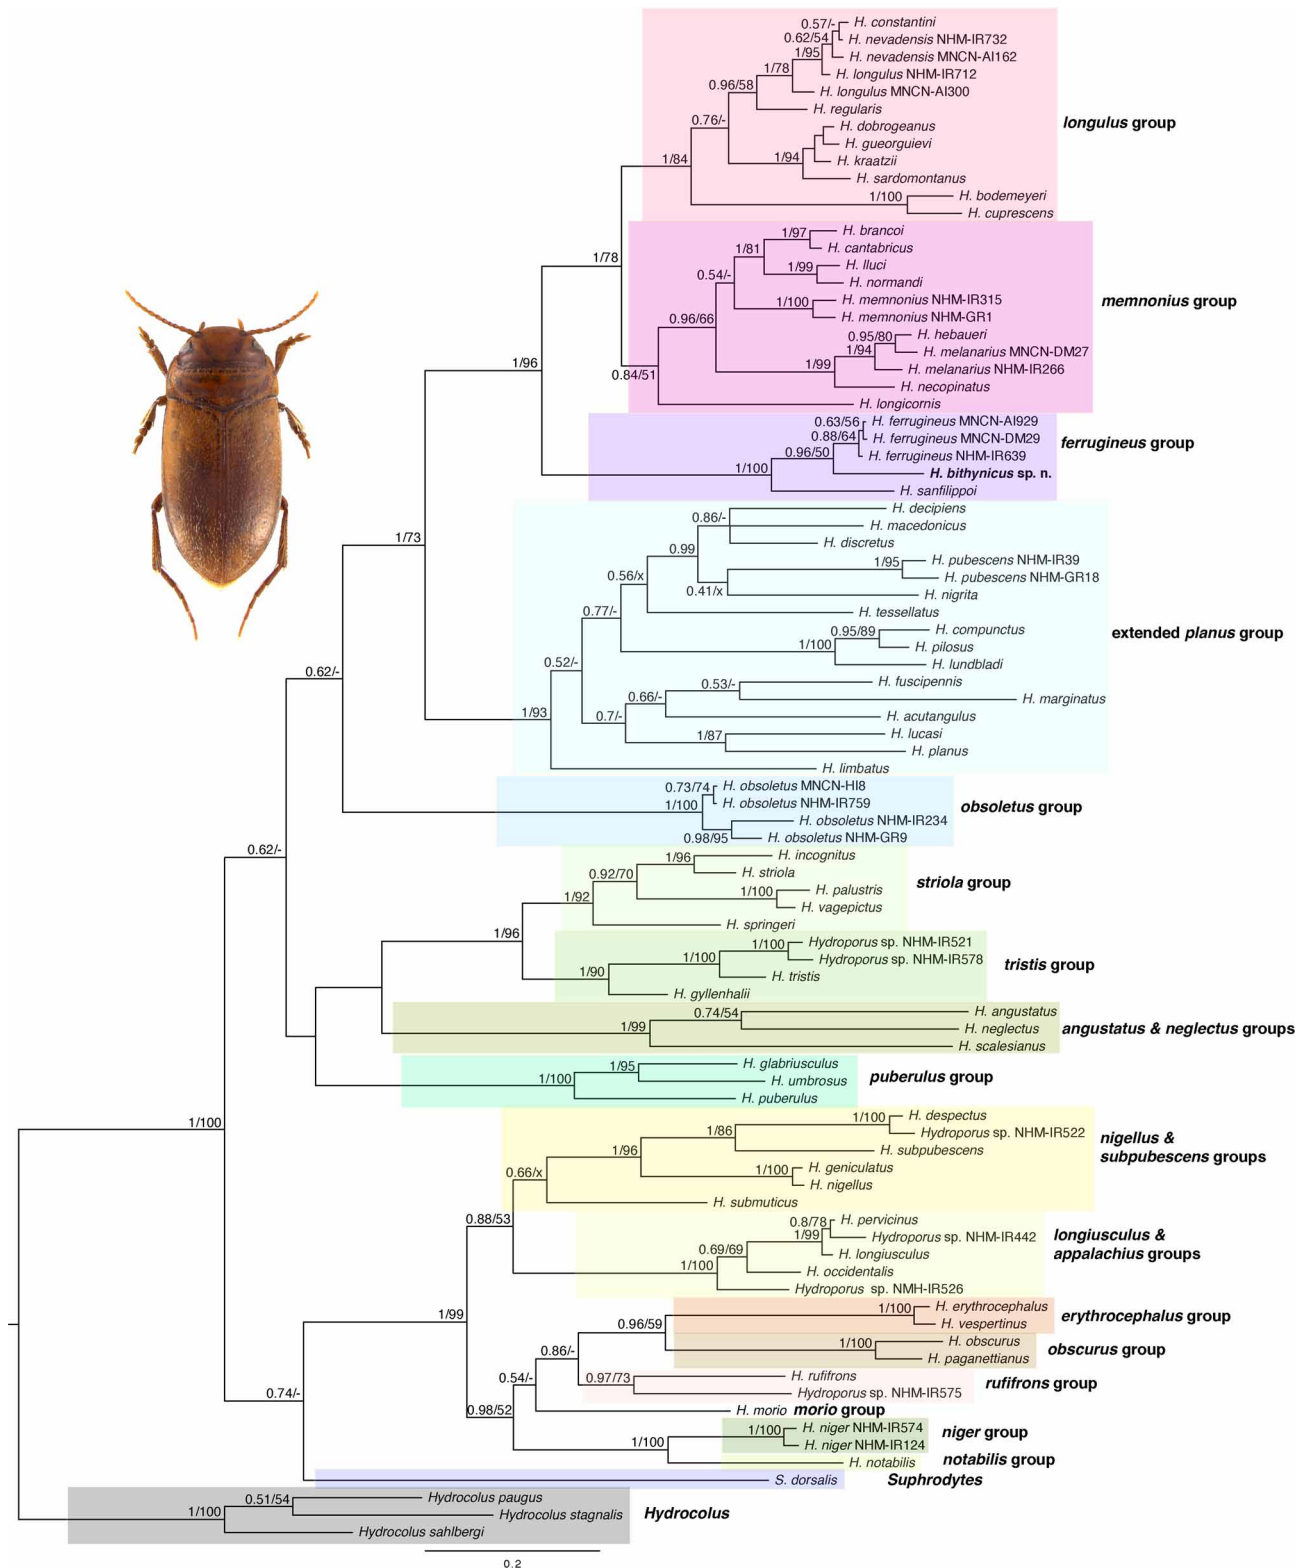 0.57/- H. constantini
0.62/54 H. nevadensis NHM-IR732
1/95 H. nevadensis MNCN-AI162
1/78 H. longulus NHM-IR712
0.96/58 H. longulus MNCN-AI300
H. regularis
0.76/- H. dobrogeanus
H. gueorguievi
1/84 1/94 H. kraatzii
H. sardomontanus
1/100 H. bodemeyeri
H. cuprescens
longulus group
1/97 H. brancoi
1/81 H. cantabricus
1/78 1/99 H. lluci
0.54/- H. normandi
1/100 H. memnonius NHM-IR315
H. memnonius NHM-GR1
0.96/66 0.95/80 H. hebaueri
1/94 H. melanarius MNCN-DM27
1/96 1/99 H. melanarius NHM-IR266
0.84/51 H. necopinatus
H. longicornis
memnonius group
0.63/56 H. ferrugineus MNCN-AI929
0.88/64 H. ferrugineus MNCN-DM29
0.96/50 H. ferrugineus NHM-IR639
1/100 H. bithynicus sp. n.
H. sanfilippoi
ferrugineus group
H. decipiens
0.86/- H. macedonicus
1/73 H. discretus
0.99 1/95 H. pubescens NHM-IR39
0.56/x H. pubescens NHM-GR18
0.41/x H. nigrita
0.77/- H. tessellatus
0.95/89 H. compunctus
1/100 H. pilosus
0.52/- H. lundbladi
0.62/- 0.53/- H. fuscipennis
0.66/- H. marginatus
1/93 0.7/- H. acutangulus
1/87 H. lucasi
H. planus
H. limbatus
extended planus group
0.73/74 H. obsoletus MNCN-HI8
1/100 H. obsoletus NHM-IR759
H. obsoletus NHM-IR234
0.98/95 H. obsoletus NHM-GR9
obsoletus group
0.62/- 1/96 H. incognitus
0.92/70 H. striola
1/92 1/100 H. palustris
H. vagepictus
H. springeri
striola group
1/96 1/100 Hydroporus sp. NHM-IR521
1/100 Hydroporus sp. NHM-IR578
1/90 H. tristis
H. gyllenhalii
tristis group
0.74/54 H. angustatus
1/99 H. neglectus
H. scalesianus
angustatus & neglectus groups
1/95 H. glabriusculus
1/100 H. umbrosus
H. puberulus
puberulus group
1/100 1/100 H. despectus
1/86 Hydroporus sp. NHM-IR522
1/96 H. subpubescens
0.66/x 1/100 H. geniculatus
H. nigellus
H. submuticus
nigellus &
subpubescens groups
0.88/53 0.8/78 H. pervicinus
1/99 Hydroporus sp. NHM-IR442
0.69/69 H. longiusculus
1/100 H. occidentalis
Hydroporus sp. NMH-IR526
longiusculus &
appalachius groups
1/99 1/100 H. erythrocephalus
0.96/59 H. vespertinus
erythrocephalus group
0.86/- 1/100 H. obscurus
H. paganettianus
obscurus group
0.54/- 0.97/73 H. rufifrons
0.74/- Hydroporus sp. NHM-IR575
rufifrons group
0.98/52 H. morio morio group
1/100 H. niger NHM-IR574
1/100 H. niger NHM-IR124
niger group
H. notabilis notabilis group
S. dorsalis Suphrodytes
0.51/54 Hydrocolus paugus
1/100 Hydrocolus stagnalis
Hydrocolus sahlbergi
Hydrocolus
0.2